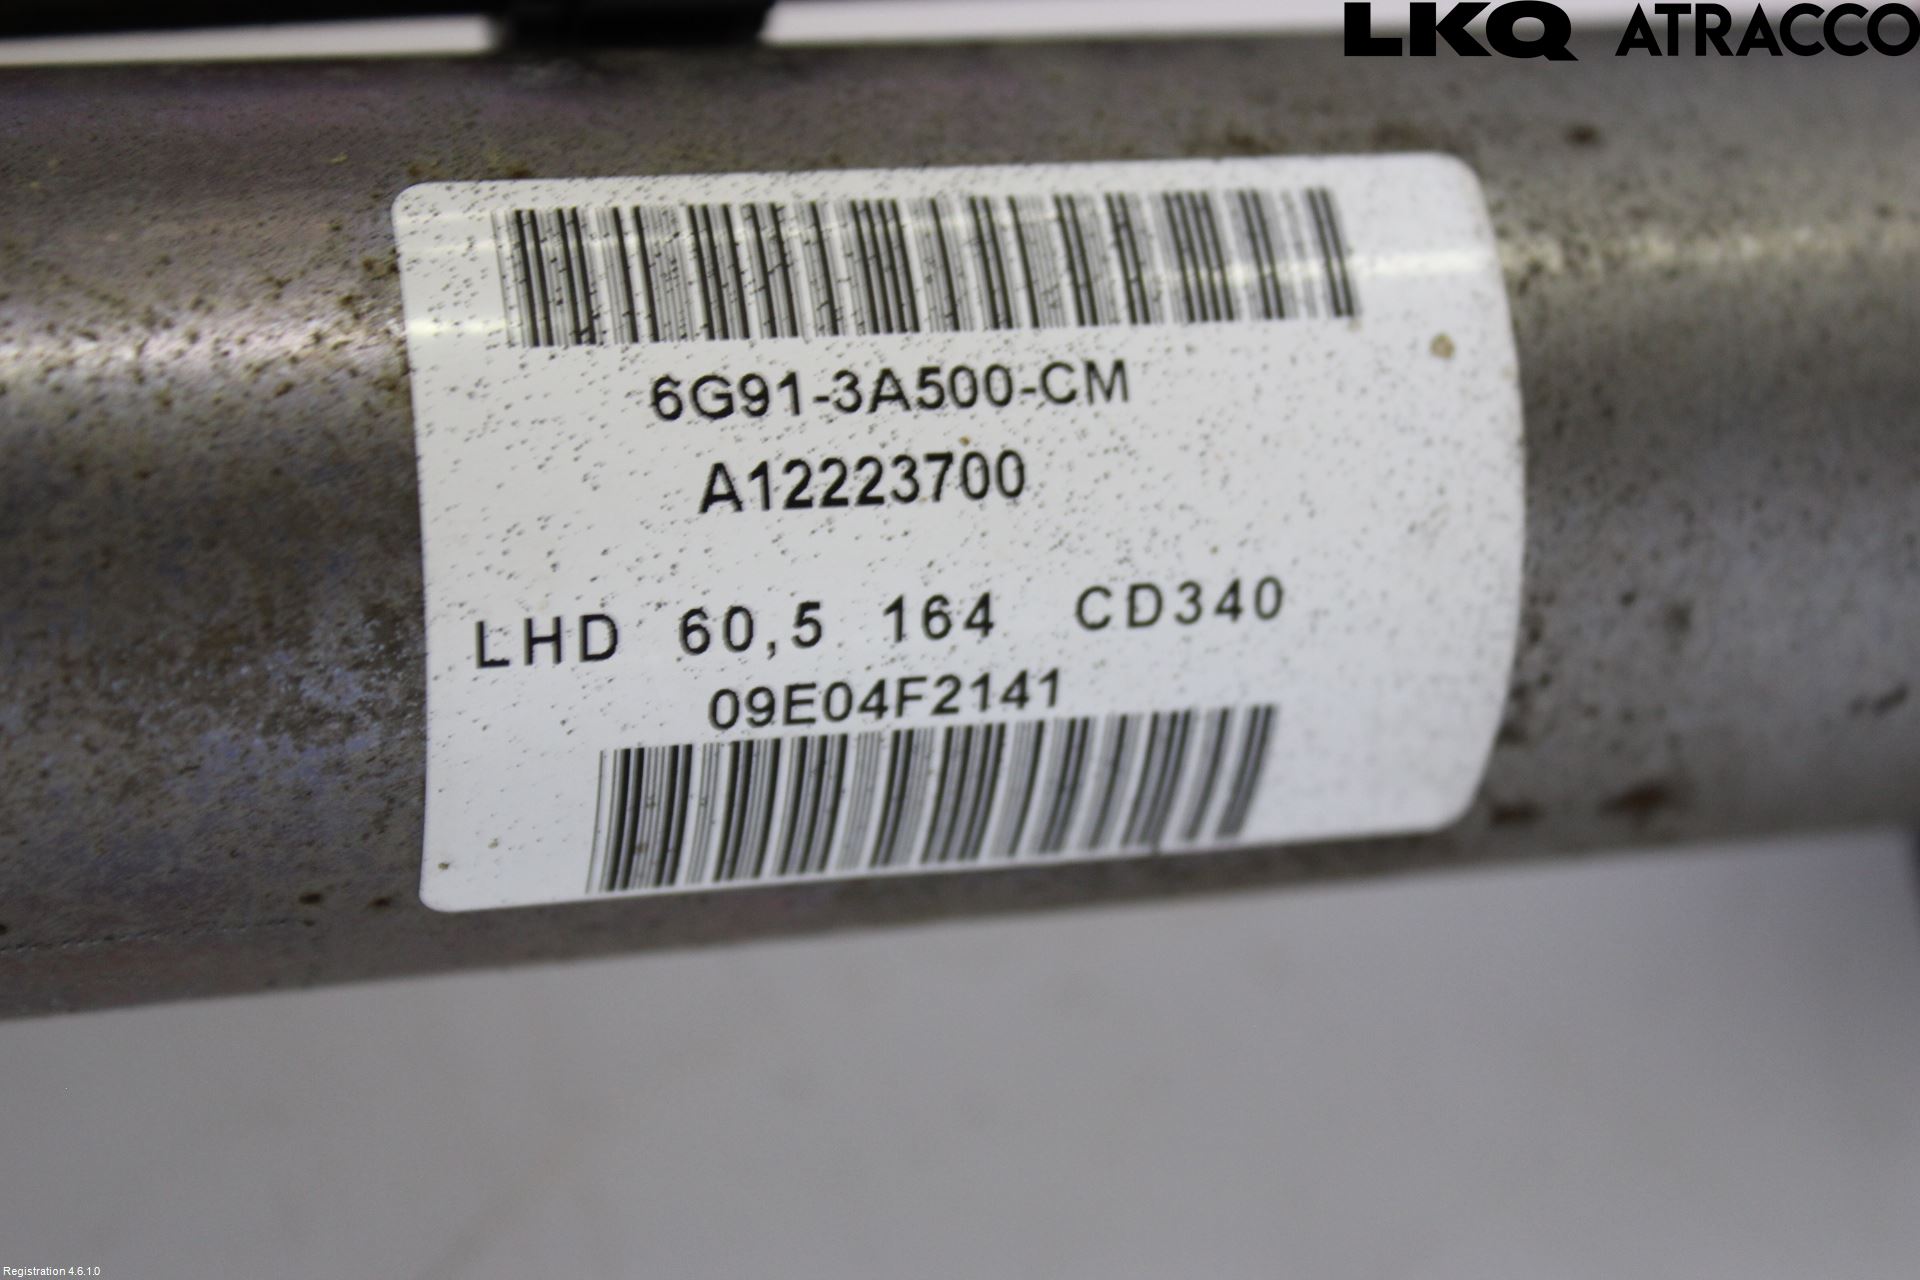 LKQ ATRACCO
6G91-3A500-CM
A12223700
LHD 60,5 164 CD340
09E04F2141
Registration 4.6.1.0